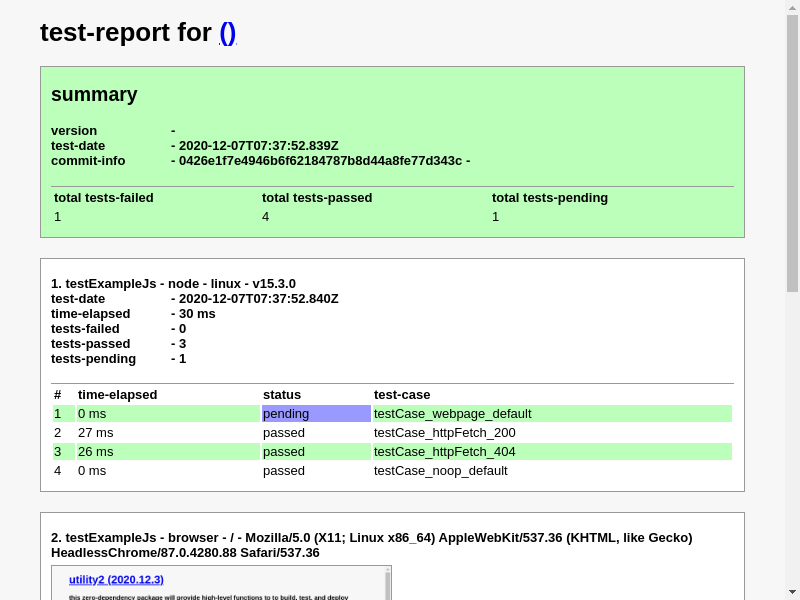 test-report for ()
summary
version -
test-date - 2020-12-07T07:37:52.839Z
commit-info - 0426e1f7e4946b6f62184787b8d44a8fe77d343c -
total tests-failed total tests-passed total tests-pending
1 4 1
1. testExampleJs - node - linux - v15.3.0
test-date - 2020-12-07T07:37:52.840Z
time-elapsed - 30 ms
tests-failed - 0
tests-passed - 3
tests-pending - 1
# time-elapsed status test-case
1 0 ms pending testCase_webpage_default
2 27 ms passed testCase_httpFetch_200
3 26 ms passed testCase_httpFetch_404
4 0 ms passed testCase_noop_default
2. testExampleJs - browser - / - Mozilla/5.0 (X11; Linux x86_64) AppleWebKit/537.36 (KHTML, like Gecko)
HeadlessChrome/87.0.4280.88 Safari/537.36
utility2 (2020.12.3)
this zero-dependency package will provide high-level functions to to build, test, and deploy